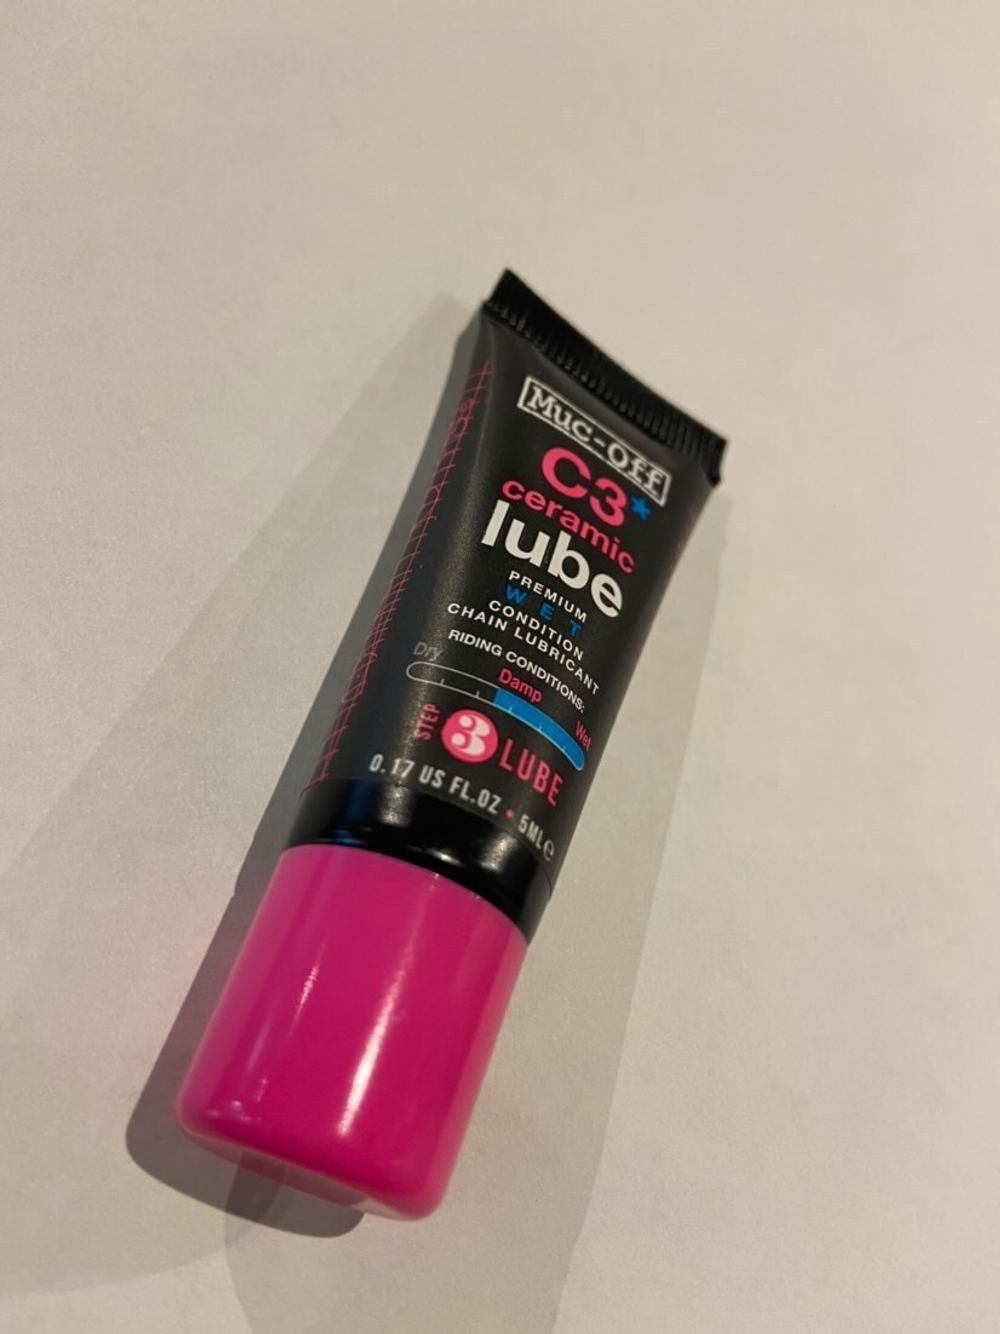 Muc-Off
C3*
ceramic
lube
PREMIUM
WET
CONDITION
CHAIN LUBRICANT
RIDING CONDITIONS:
Dry
Damp
Wet
STEP 3 LUBE
0.17 US FL.OZ • 5ML ℮